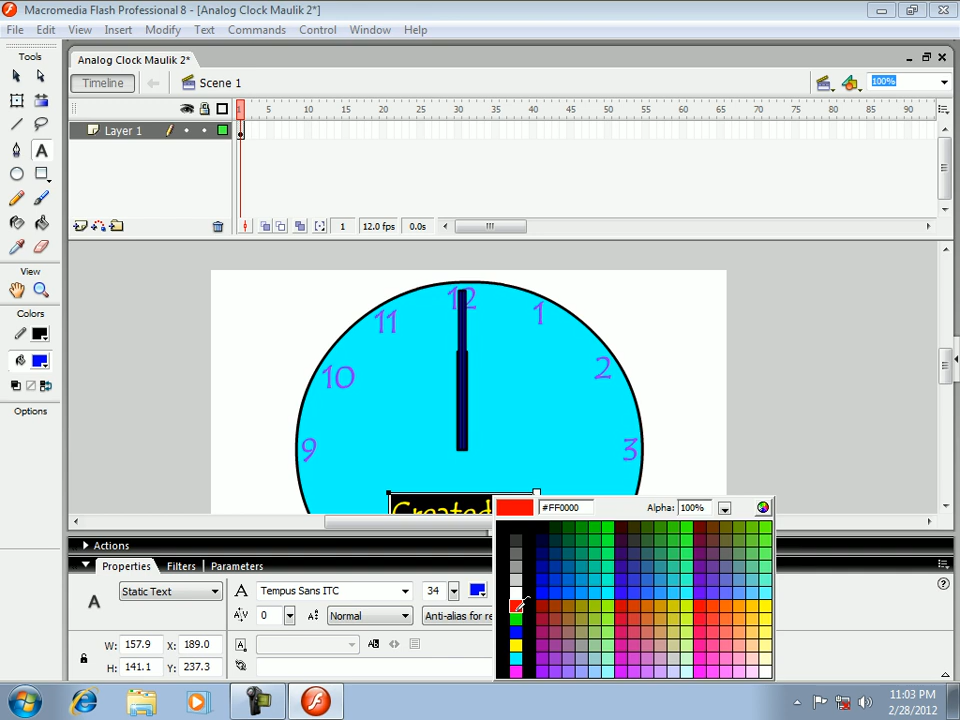 Macromedia Flash Professional 8 - [Analog Clock Maulik 2*]
File Edit View Insert Modify Text Commands Control Window Help
Tools
Analog Clock Maulik 2*
Timeline
Scene 1
100%
1 5 10 15 20 25 30 35 40 45 50 55 60 65 70 75 80 85 90
Layer 1
1 12.0 fps 0.0s
View
Colors
Options
12
11
1
10
2
9
3
Created
#FF0000 Alpha: 100%
Actions
Properties Filters Parameters
A
Static Text
A Tempus Sans ITC 34
A|V 0 Normal Anti-alias for re
W: 157.9 X: 189.0
H: 141.1 Y: 237.3
11:03 PM
2/28/2012